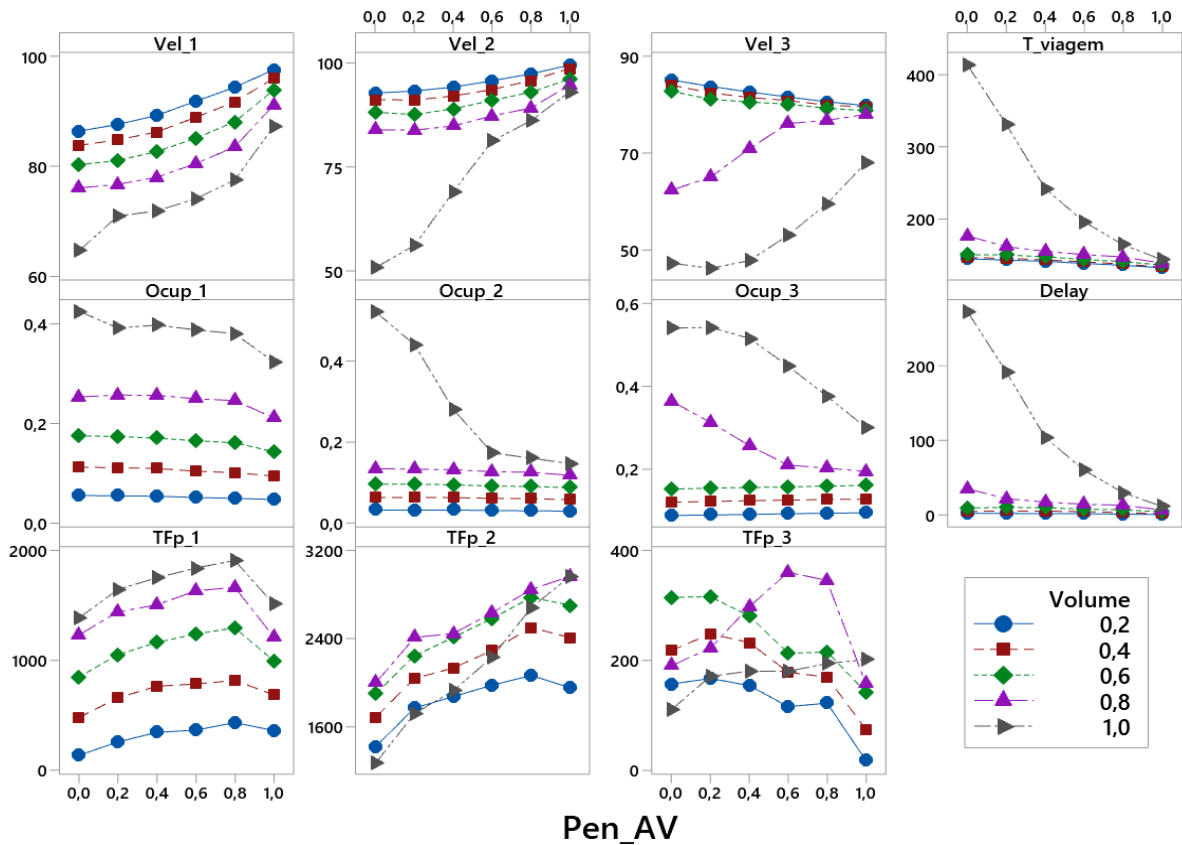 0,0 0,2 0,4 0,6 0,8 1,0 0,0 0,2 0,4 0,6 0,8 1,0
Vel_1 Vel_2 Vel_3 T_viagem
100 100 90 400
80 75 70 200
60 50 50
Ocup_1 Ocup_2 Ocup_3 Delay
0,4 0,4 0,6 200
0,2 0,2 0,4 100
0,0 0,0 0,2 0
TFp_1 TFp_2 TFp_3
2000 3200 400
1000 2400 200
0 1600 0
Volume
0,2
0,4
0,6
0,8
1,0
0,0 0,2 0,4 0,6 0,8 1,0 0,0 0,2 0,4 0,6 0,8 1,0
Pen_AV